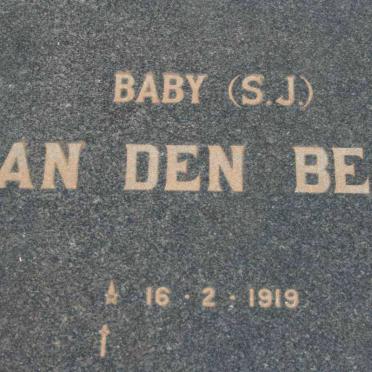 BABY (S.J.)
AN DEN BE
16 · 2 · 1919